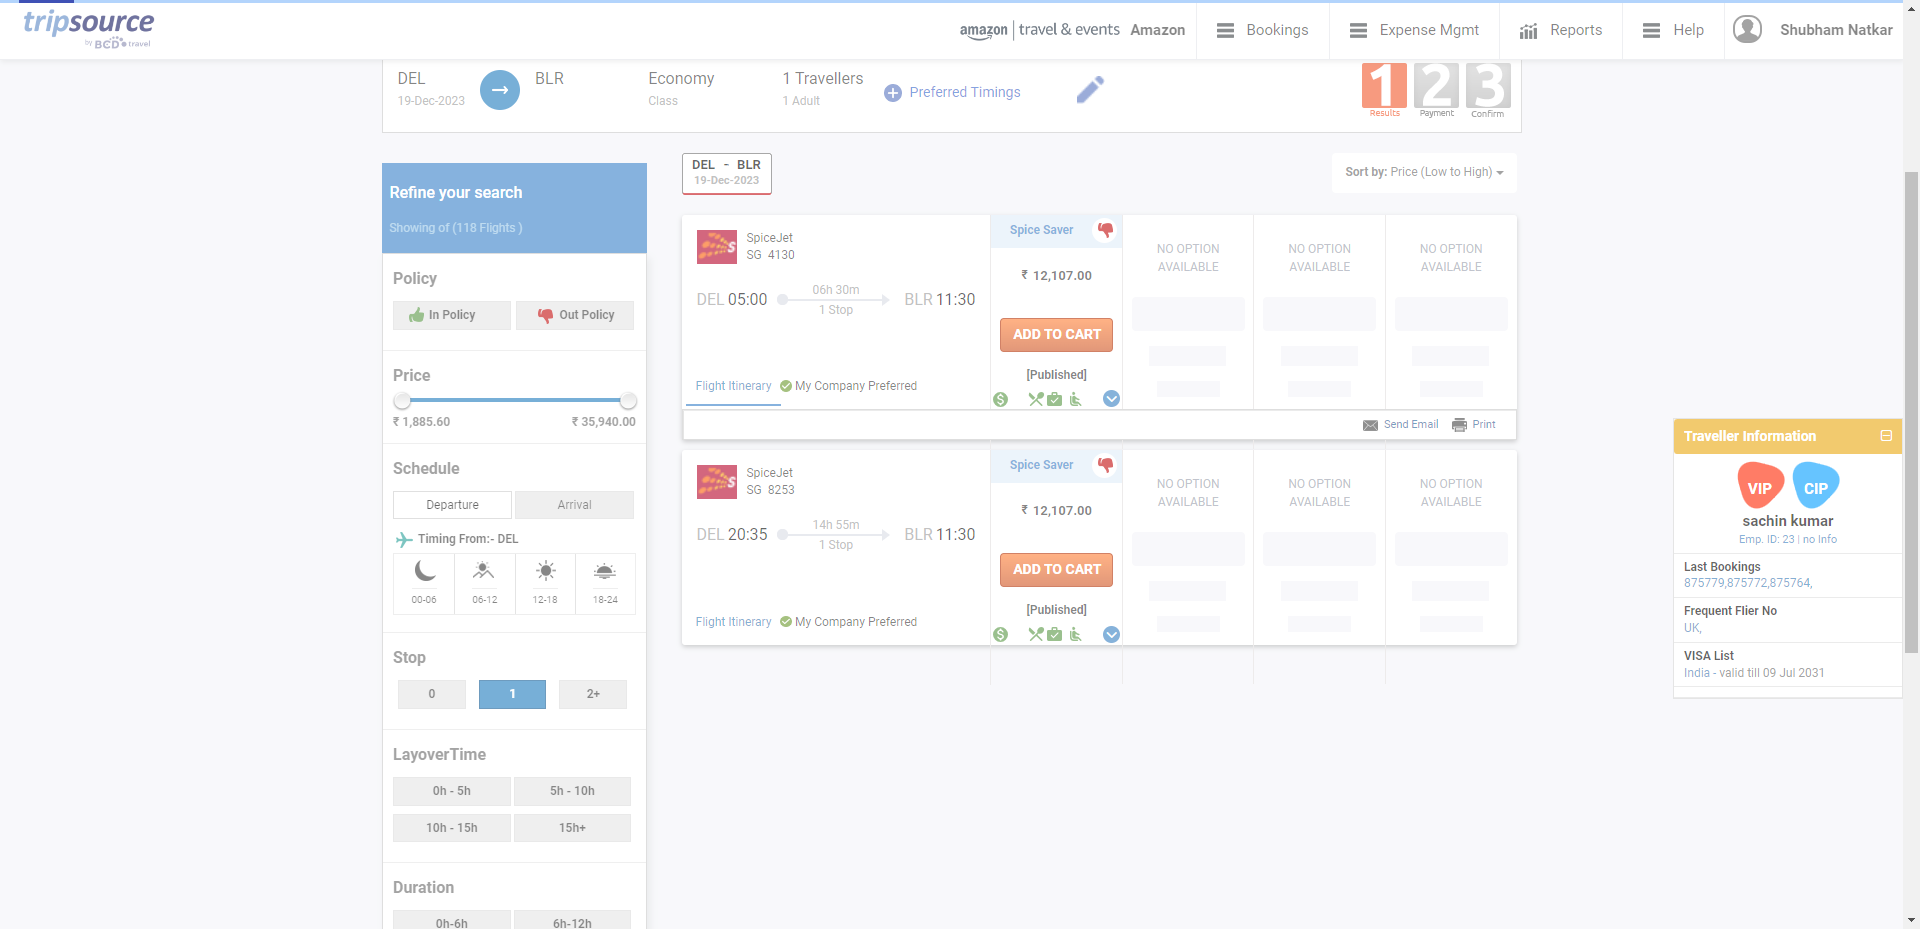 tripsource
by BCD travel
amazon | travel & events Amazon
Bookings
Expense Mgmt
Reports
Help
Shubham Natkar
DEL
19-Dec-2023
BLR
Economy
Class
1 Travellers
1 Adult
Preferred Timings
1 2 3
Results Payment Confirm
Refine your search
Showing of (118 Flights )
Policy
In Policy Out Policy
Price
₹ 1,885.60 ₹ 35,940.00
Schedule
Departure Arrival
Timing From:- DEL
00-06 06-12 12-18 18-24
Stop
0 1 2+
LayoverTime
0h - 5h 5h - 10h
10h - 15h 15h+
Duration
0h-6h 6h-12h
DEL - BLR
19-Dec-2023
Sort by: Price (Low to High)
SpiceJet
SG 4130
DEL 05:00
06h 30m
1 Stop
BLR 11:30
Flight Itinerary My Company Preferred
Spice Saver
₹ 12,107.00
ADD TO CART
[Published]
NO OPTION
AVAILABLE
NO OPTION
AVAILABLE
NO OPTION
AVAILABLE
Send Email Print
SpiceJet
SG 8253
DEL 20:35
14h 55m
1 Stop
BLR 11:30
Flight Itinerary My Company Preferred
Spice Saver
₹ 12,107.00
ADD TO CART
[Published]
NO OPTION
AVAILABLE
NO OPTION
AVAILABLE
NO OPTION
AVAILABLE
Traveller Information
VIP CIP
sachin kumar
Emp. ID: 23 | no Info
Last Bookings
875779,875772,875764,
Frequent Flier No
UK,
VISA List
India - valid till 09 Jul 2031